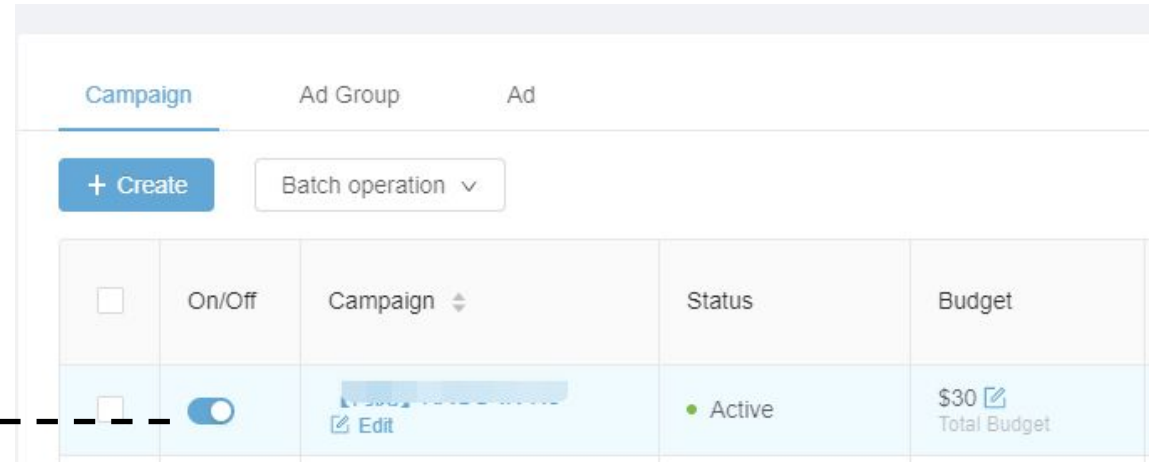 Campaign Ad Group Ad
+ Create Batch operation
On/Off Campaign Status Budget
$30
Active
Edit
Total Budget